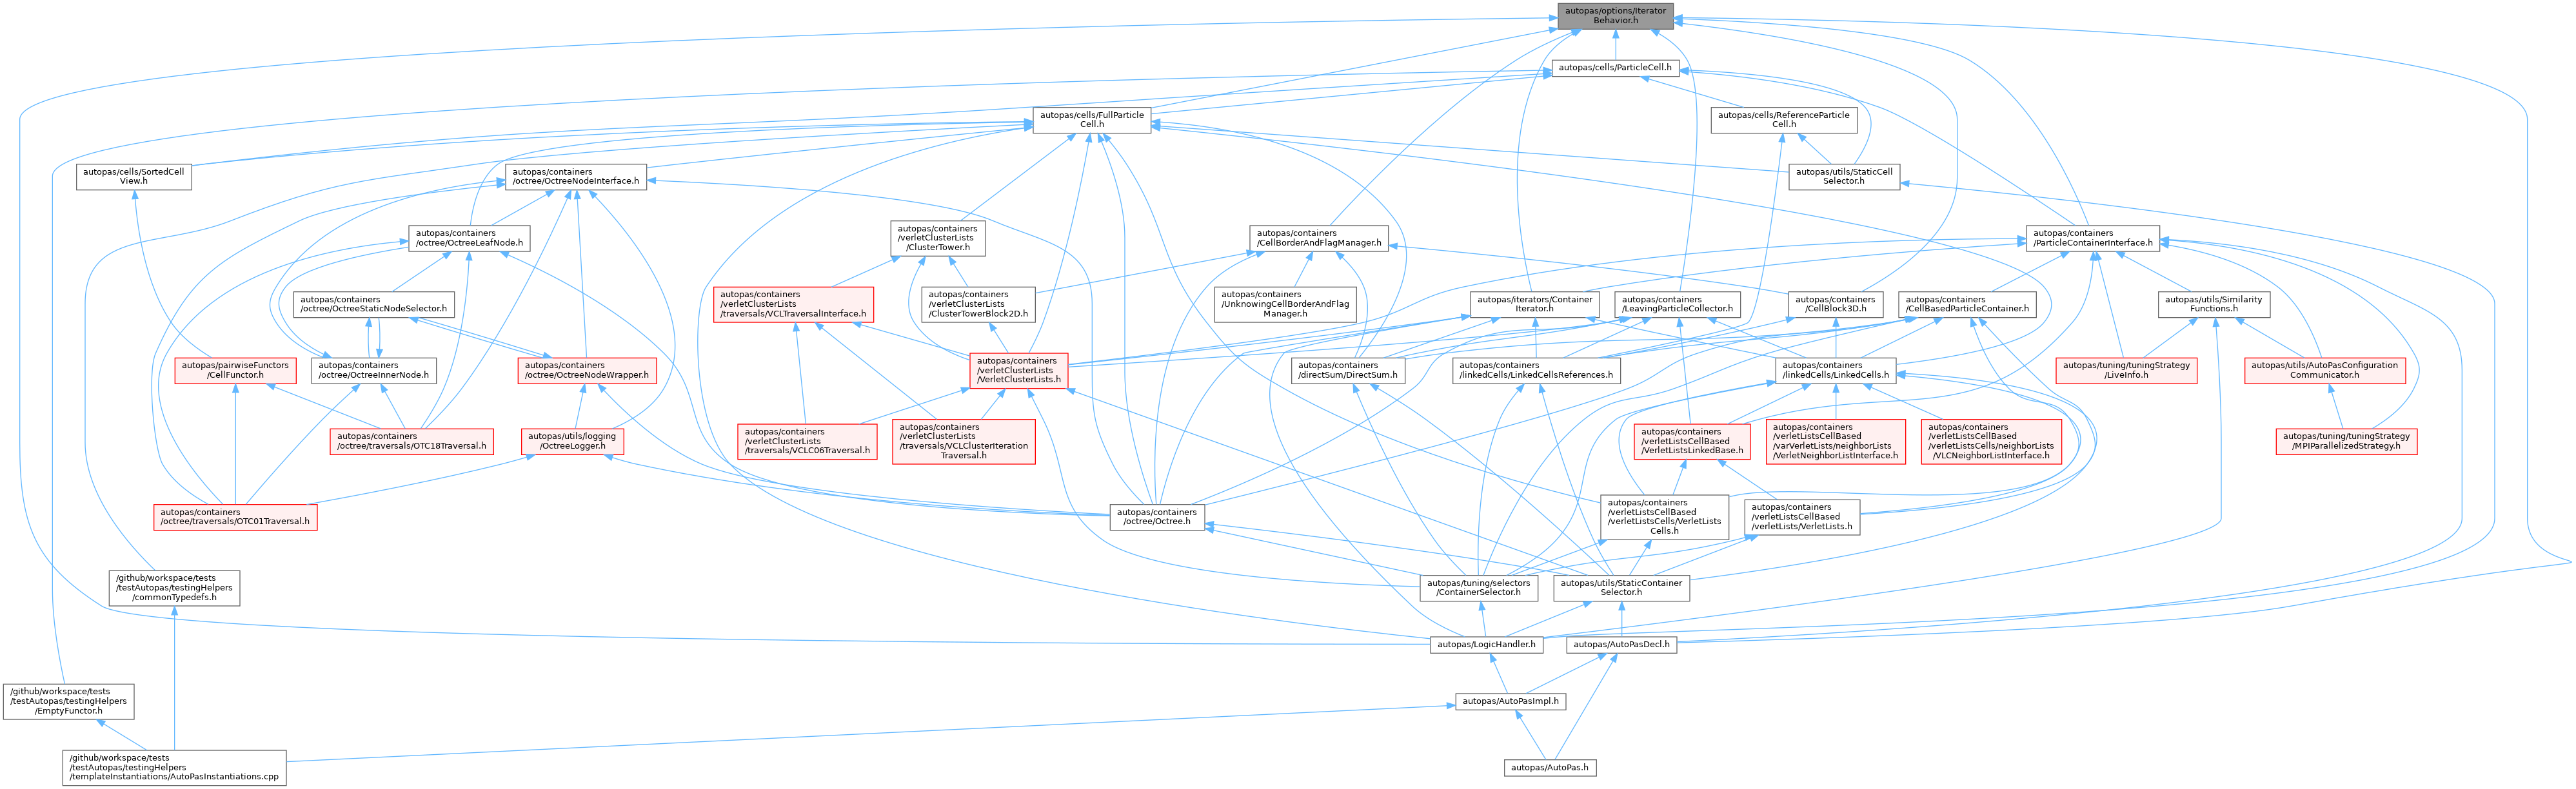 autopas/options/Iterator
Behavior.h
autopas/cells/ParticleCell.h
autopas/cells/FullParticle
Cell.h
autopas/cells/ReferenceParticle
Cell.h
autopas/cells/SortedCell
View.h
autopas/containers
/octree/OctreeNodeInterface.h
autopas/utils/StaticCell
Selector.h
autopas/containers
/octree/OctreeLeafNode.h
autopas/containers
/verletClusterLists
/ClusterTower.h
autopas/containers
/CellBorderAndFlagManager.h
autopas/containers
/ParticleContainerInterface.h
autopas/containers
/octree/OctreeStaticNodeSelector.h
autopas/containers
/verletClusterLists
/traversals/VCLTraversalInterface.h
autopas/containers
/verletClusterLists
/ClusterTowerBlock2D.h
autopas/containers
/UnknowingCellBorderAndFlag
Manager.h
autopas/iterators/Container
Iterator.h
autopas/containers
/LeavingParticleCollector.h
autopas/containers
/CellBlock3D.h
autopas/containers
/CellBasedParticleContainer.h
autopas/utils/Similarity
Functions.h
autopas/pairwiseFunctors
/CellFunctor.h
autopas/containers
/octree/OctreeInnerNode.h
autopas/containers
/octree/OctreeNodeWrapper.h
autopas/containers
/verletClusterLists
/VerletClusterLists.h
autopas/containers
/directSum/DirectSum.h
autopas/containers
/linkedCells/LinkedCellsReferences.h
autopas/containers
/linkedCells/LinkedCells.h
autopas/tuning/tuningStrategy
/LiveInfo.h
autopas/utils/AutoPasConfiguration
Communicator.h
autopas/containers
/octree/traversals/OTC18Traversal.h
autopas/utils/logging
/OctreeLogger.h
autopas/containers
/verletClusterLists
/traversals/VCLC06Traversal.h
autopas/containers
/verletClusterLists
/traversals/VCLClusterIteration
Traversal.h
autopas/containers
/verletListsCellBased
/VerletListsLinkedBase.h
autopas/containers
/verletListsCellBased
/varVerletLists/neighborLists
/VerletNeighborListInterface.h
autopas/containers
/verletListsCellBased
/verletListsCells/neighborLists
/VLCNeighborListInterface.h
autopas/tuning/tuningStrategy
/MPIParallelizedStrategy.h
autopas/containers
/octree/traversals/OTC01Traversal.h
autopas/containers
/octree/Octree.h
autopas/containers
/verletListsCellBased
/verletListsCells/VerletLists
Cells.h
autopas/containers
/verletListsCellBased
/verletLists/VerletLists.h
/github/workspace/tests
/testAutopas/testingHelpers
/commonTypedefs.h
autopas/tuning/selectors
/ContainerSelector.h
autopas/utils/StaticContainer
Selector.h
autopas/LogicHandler.h
autopas/AutoPasDecl.h
/github/workspace/tests
/testAutopas/testingHelpers
/EmptyFunctor.h
autopas/AutoPasImpl.h
/github/workspace/tests
/testAutopas/testingHelpers
/templateInstantiations/AutoPasInstantiations.cpp
autopas/AutoPas.h